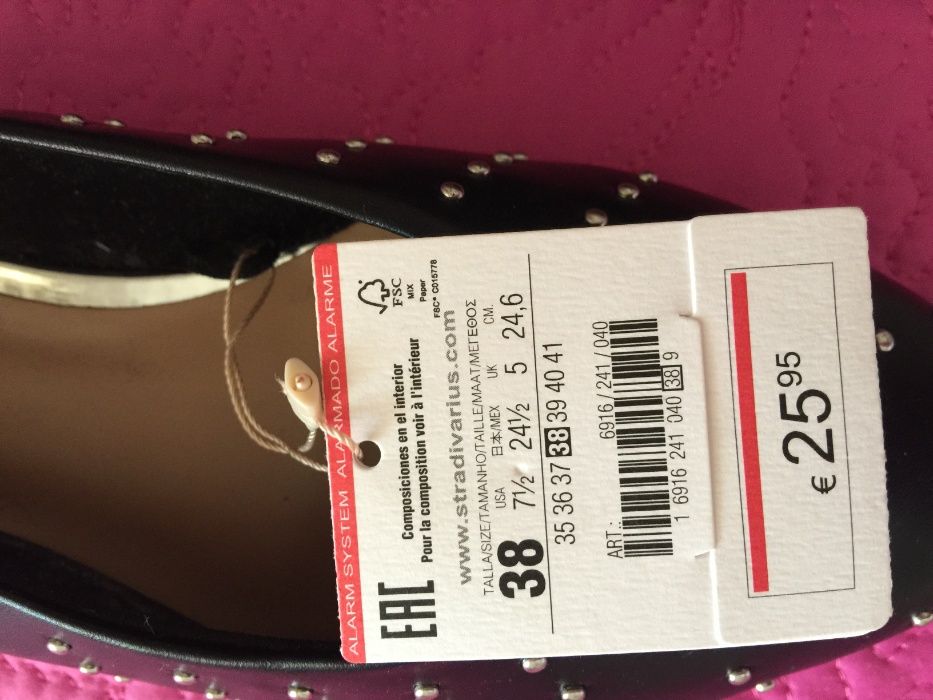 ALARM SYSTEM ALARMADO ALARME
EAC
Composiciones en el interior
Pour la composition voir à l'intérieur
FSC
MIX
Paper
FSC® C015778
www.stradivarius.com
TALLA/SIZE/TAMANHO/TAILLE/MAAT/ΜΕΓΕΘΟΣ
USA 日本/MEX UK CM.
38 7½ 24½ 5 24,6
35 36 37 38 39 40 41
ART.: 6916/241/040
1 6916 241 040 38 9
€ 25 95